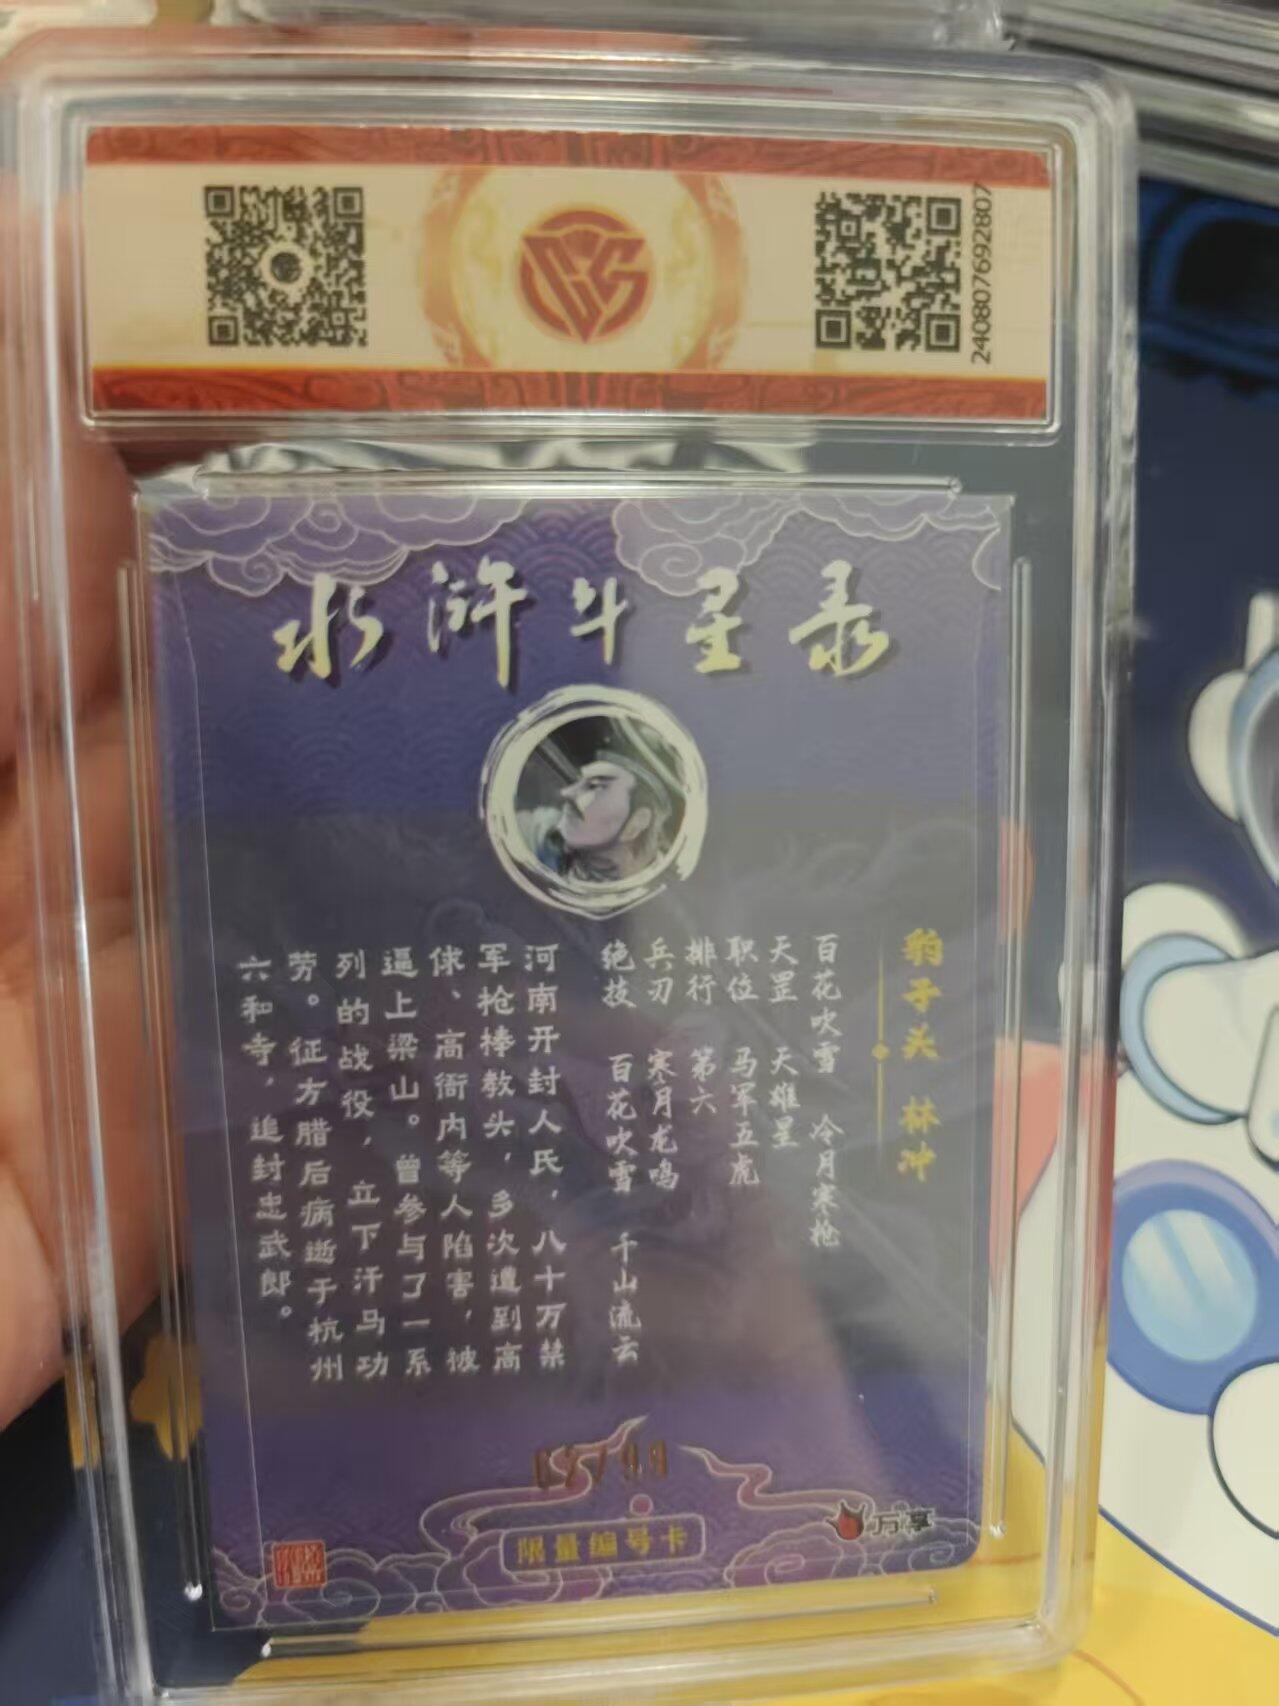 240807692807
水浒斗星录
豹子头 林冲
百花吹雪 冷月寒枪
天罡 天雄星
职位 马军五虎
排行 第六
兵刃 寒月龙鸣
绝技 百花吹雪 千山流云
河南开封人氏，八十万禁
军枪棒教头，多次遭到高
俅、高衙内等人陷害，被
逼上梁山。曾参与了一系
列的战役，立下汗马功
劳。征方腊后病逝于杭州
六和寺，追封忠武郎。
限量编号卡
万享